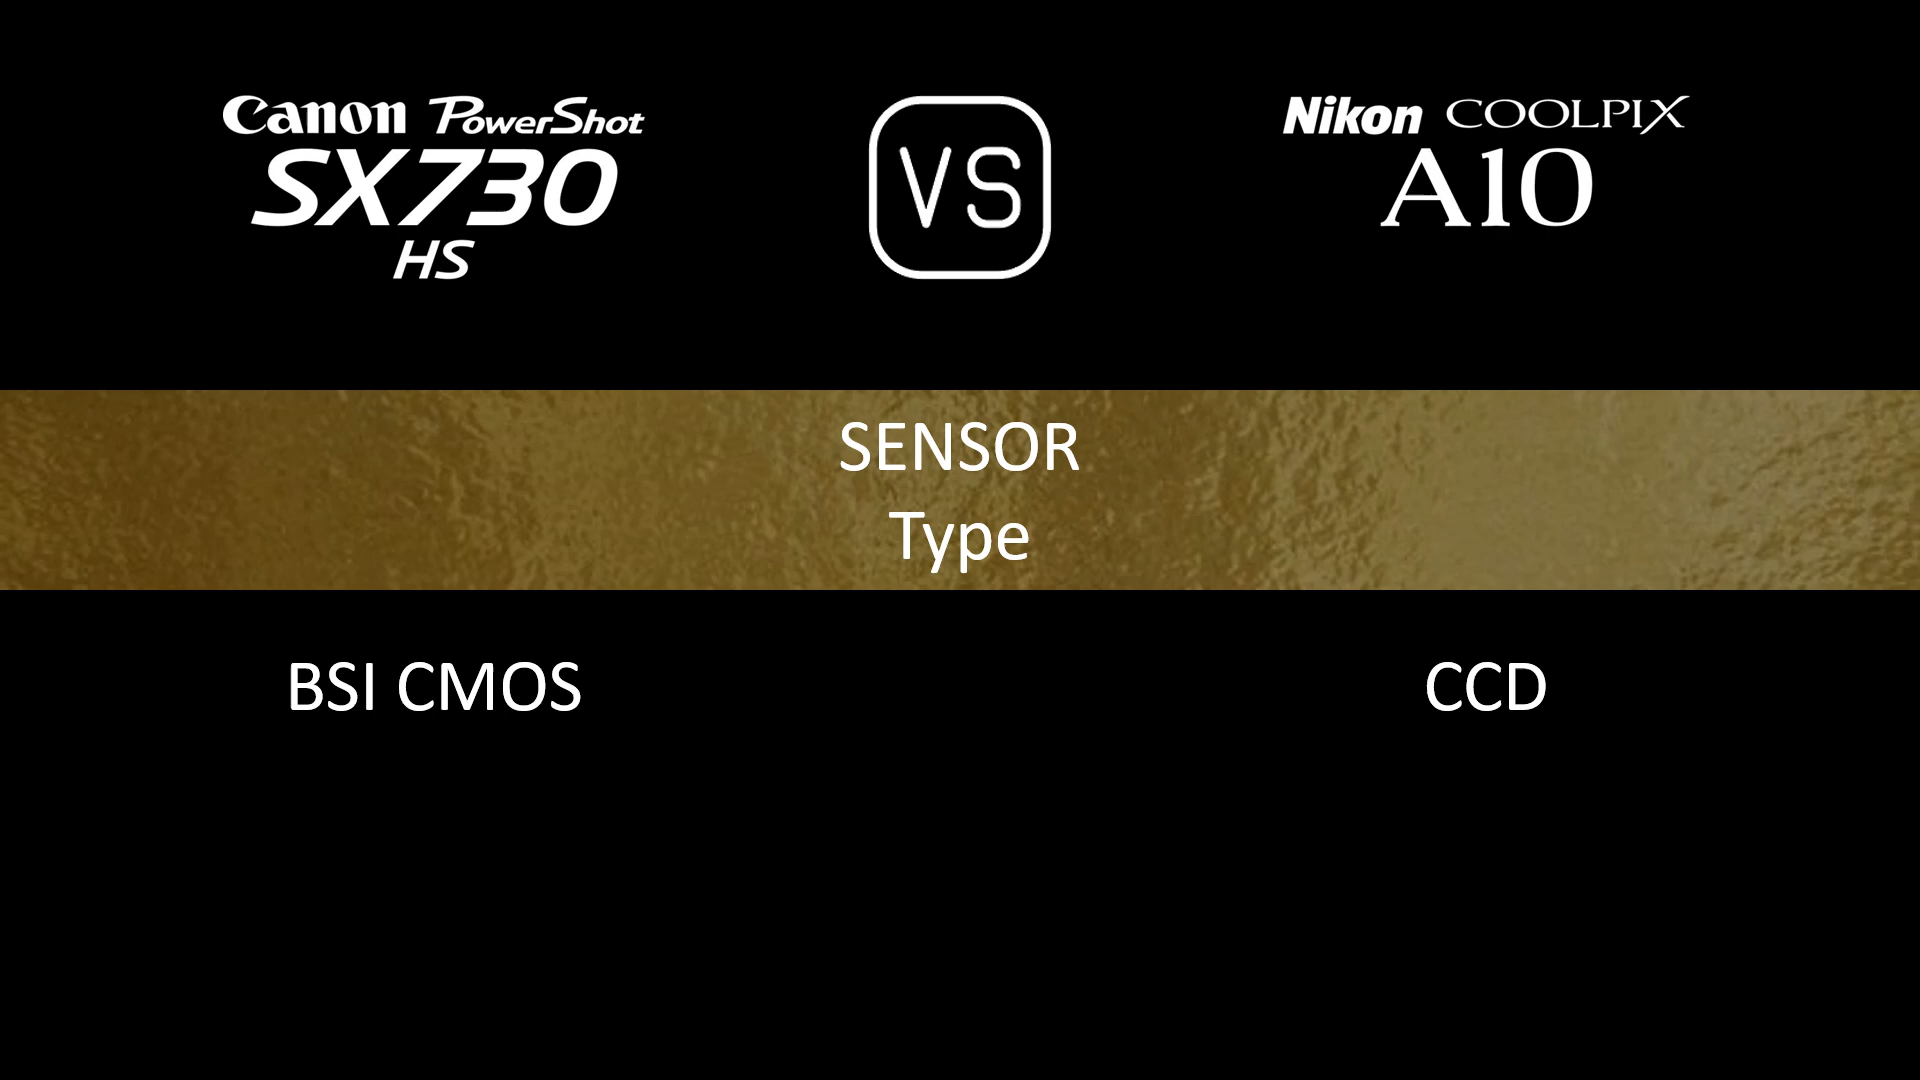 Canon PowerShot
SX730
HS
VS
Nikon COOLPIX
A10
SENSOR
Type
BSI CMOS
CCD